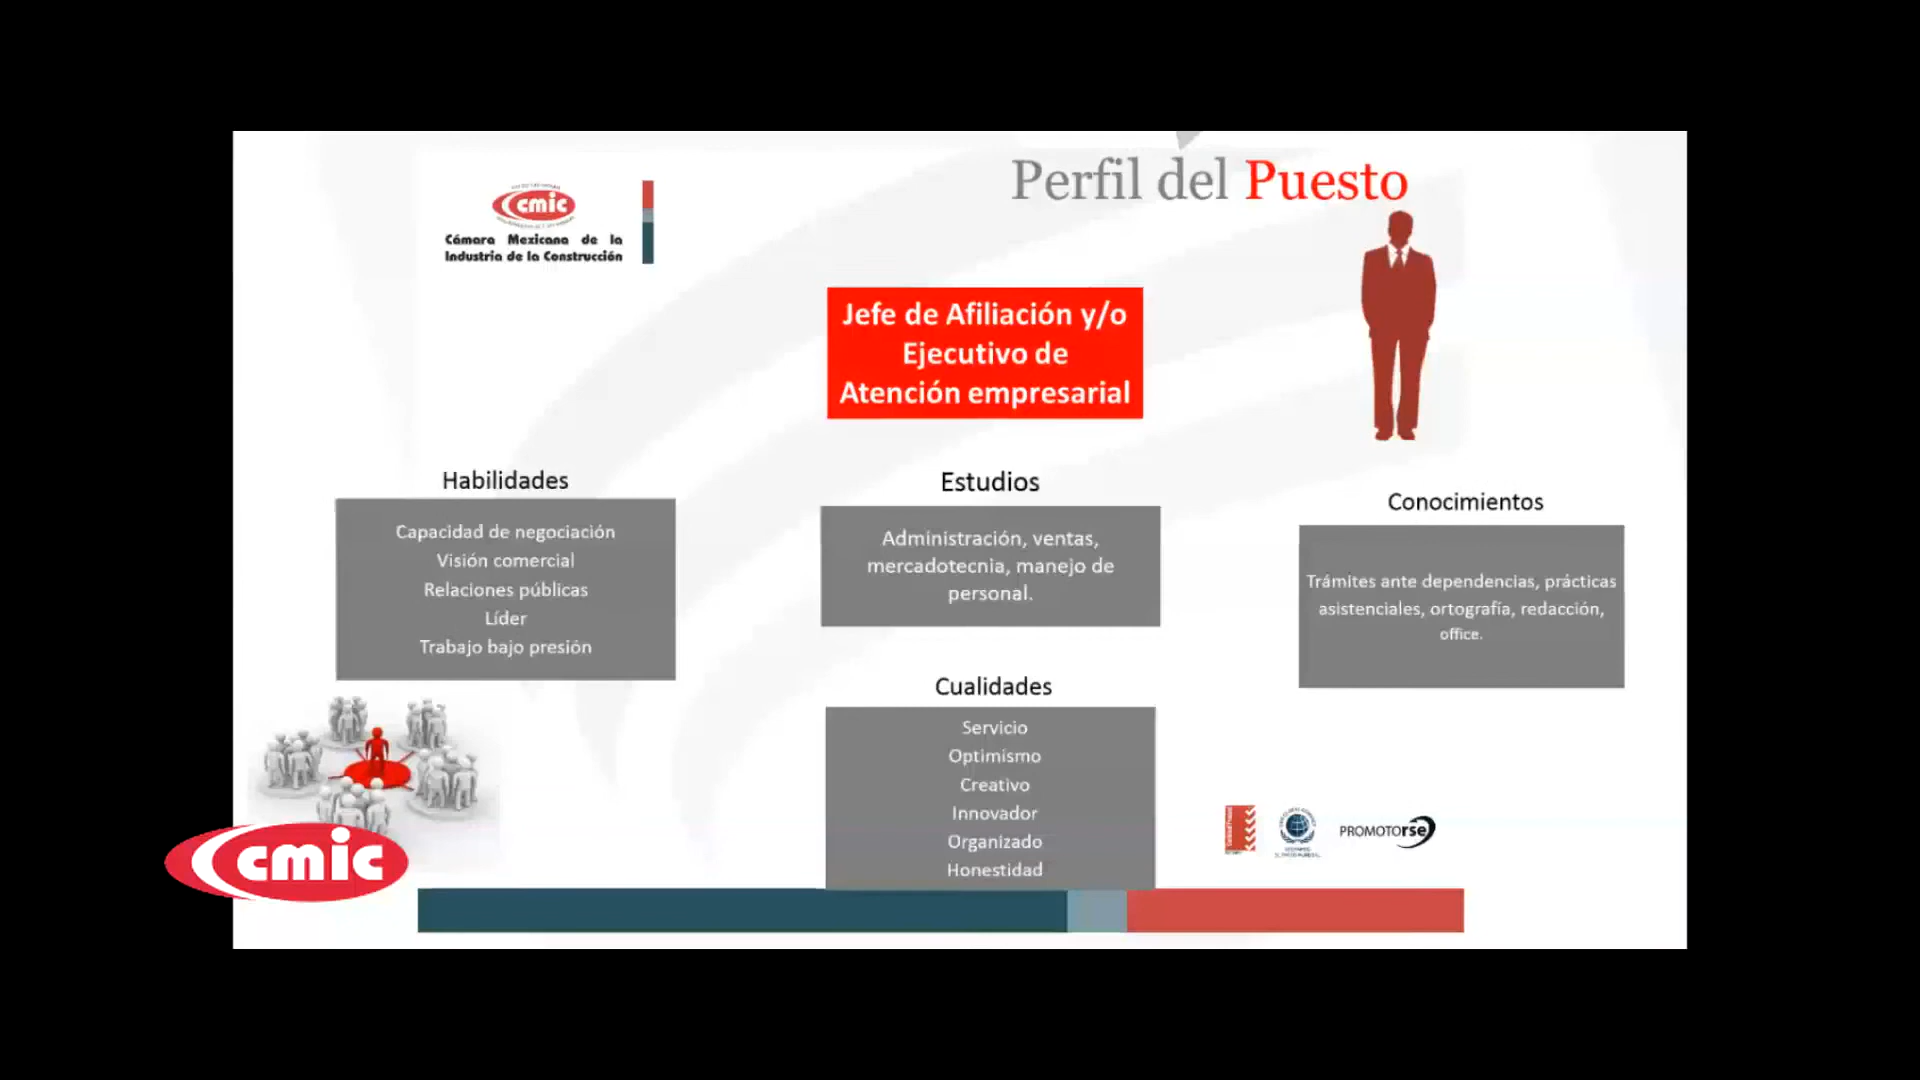 Perfil del Puesto
cmic
Cámara Mexicana de la
Industria de la Construcción
Jefe de Afiliación y/o
Ejecutivo de
Atención empresarial
Habilidades
Capacidad de negociación
Visión comercial
Relaciones públicas
Líder
Trabajo bajo presión
Estudios
Administración, ventas,
mercadotecnia, manejo de
personal.
Conocimientos
Trámites ante dependencias, prácticas
asistenciales, ortografía, redacción,
office.
Cualidades
Servicio
Optimismo
Creativo
Innovador
Organizado
Honestidad
PROMOTORSE
cmic